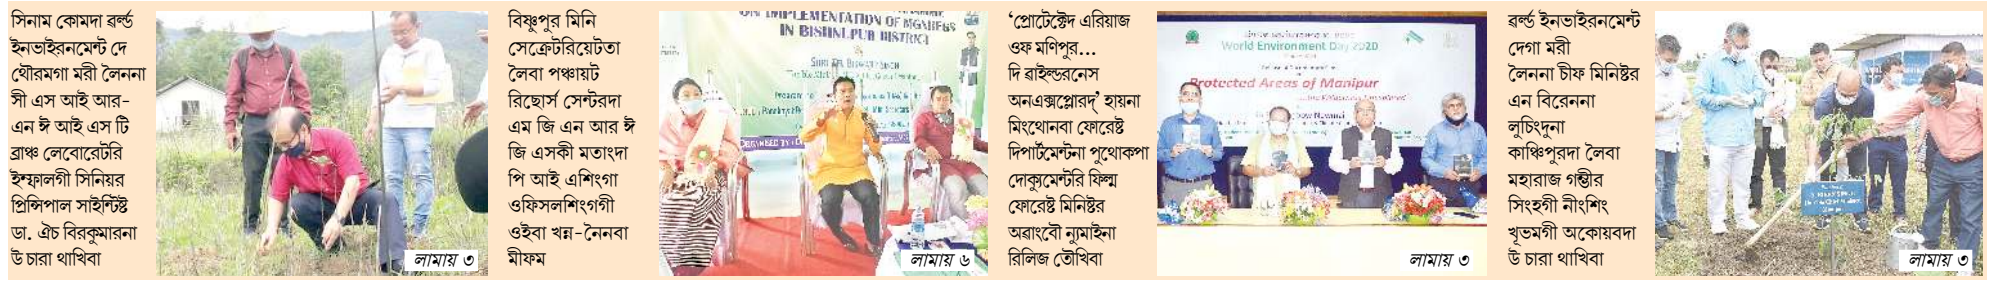 সিনাম কোমদা ৱর্ল্ড
ইনভাইরনমেন্ট দে
থৌরমগা মরী লৈননা
সী এস আই আর-
এন ঈ আই এস টি
ব্রাঞ্চ লেবোরেটরি
ইম্ফালগী সিনিয়র
প্রিন্সিপাল সাইন্টিষ্ট
ডা. ঐচ বিরকুমারনা
উ চারা থাখিবা
লামায় ৩
বিষ্ণুপুর মিনি
সেক্রেটরিয়েটতা
লৈবা পঞ্চায়ট
রিছোর্স সেন্টরদা
এম জি এন আর ঈ
জি এসকী মতাংদা
পি আই এশিংগা
ওফিসলশিংগগী
ওইবা খন্ন-নৈনবা
মীফম
ON IMPLEMENTATION OF MGNREGS
IN BISHNUPUR DISTRICT
লামায় ৬
‘প্রোটেক্টেদ এরিয়াজ
ওফ মণিপুর...
দি ৱাইল্ডরনেস
অনএক্সপ্লোরদ্’ হায়না
মিংথোনবা ফোরেষ্ট
দিপার্টমেন্টনা পুথোকপা
দোকুমেন্টরি ফিল্ম
ফোরেষ্ট মিনিষ্টর
অৱাংবৌ ন্যুমাইনা
রিলিজ তৌখিবা
World Environment Day 2020
Protected Areas of Manipur
লামায় ৩
ৱর্ল্ড ইনভাইরনমেন্ট
দেগা মরী
লৈননা চীফ মিনিষ্টর
এন বিরেননা
লুচিংদুনা
কাঞ্চিপুরদা লৈবা
মহারাজ গম্ভীর
সিংহগী নীংশিং
খূভমগী অকোয়বদা
উ চারা থাখিবা
লামায় ৩